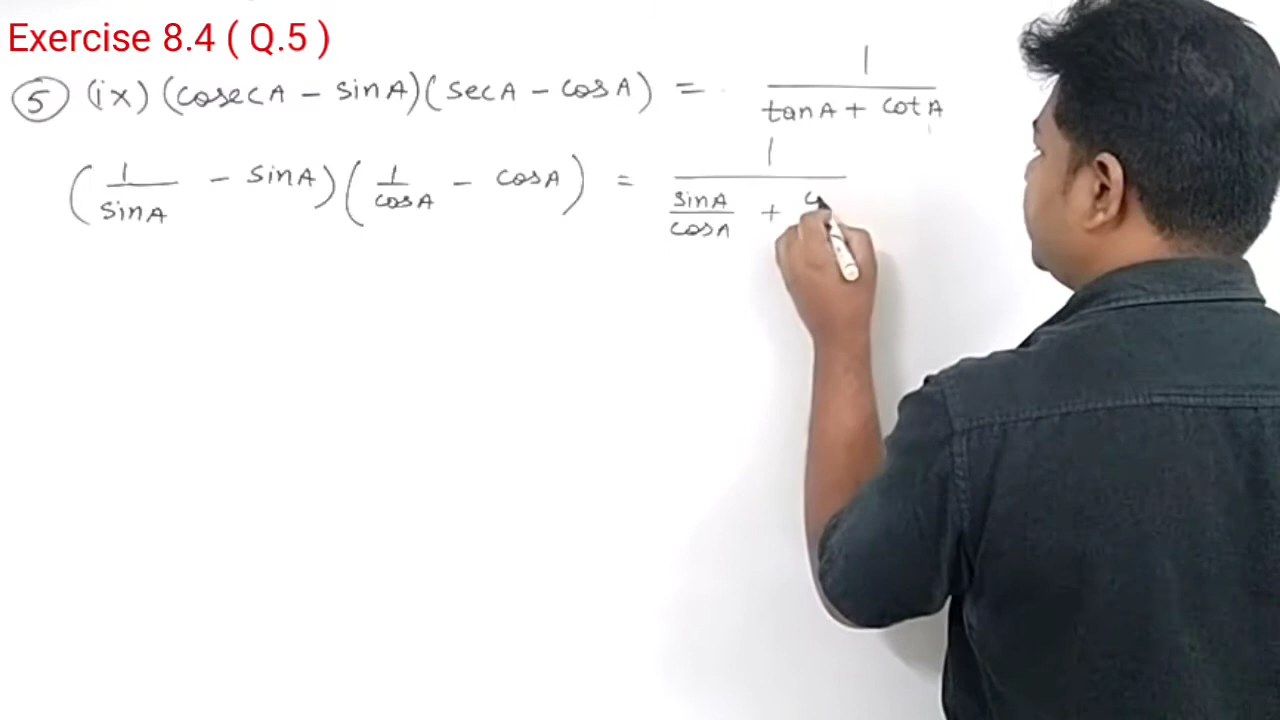 Exercise 8.4 ( Q.5 )
5 (ix) (cosecA - sinA)(secA - cosA) = 1/(tanA + cotA)
(1/sinA - sinA)(1/cosA - cosA) = 1/(sinA/cosA +